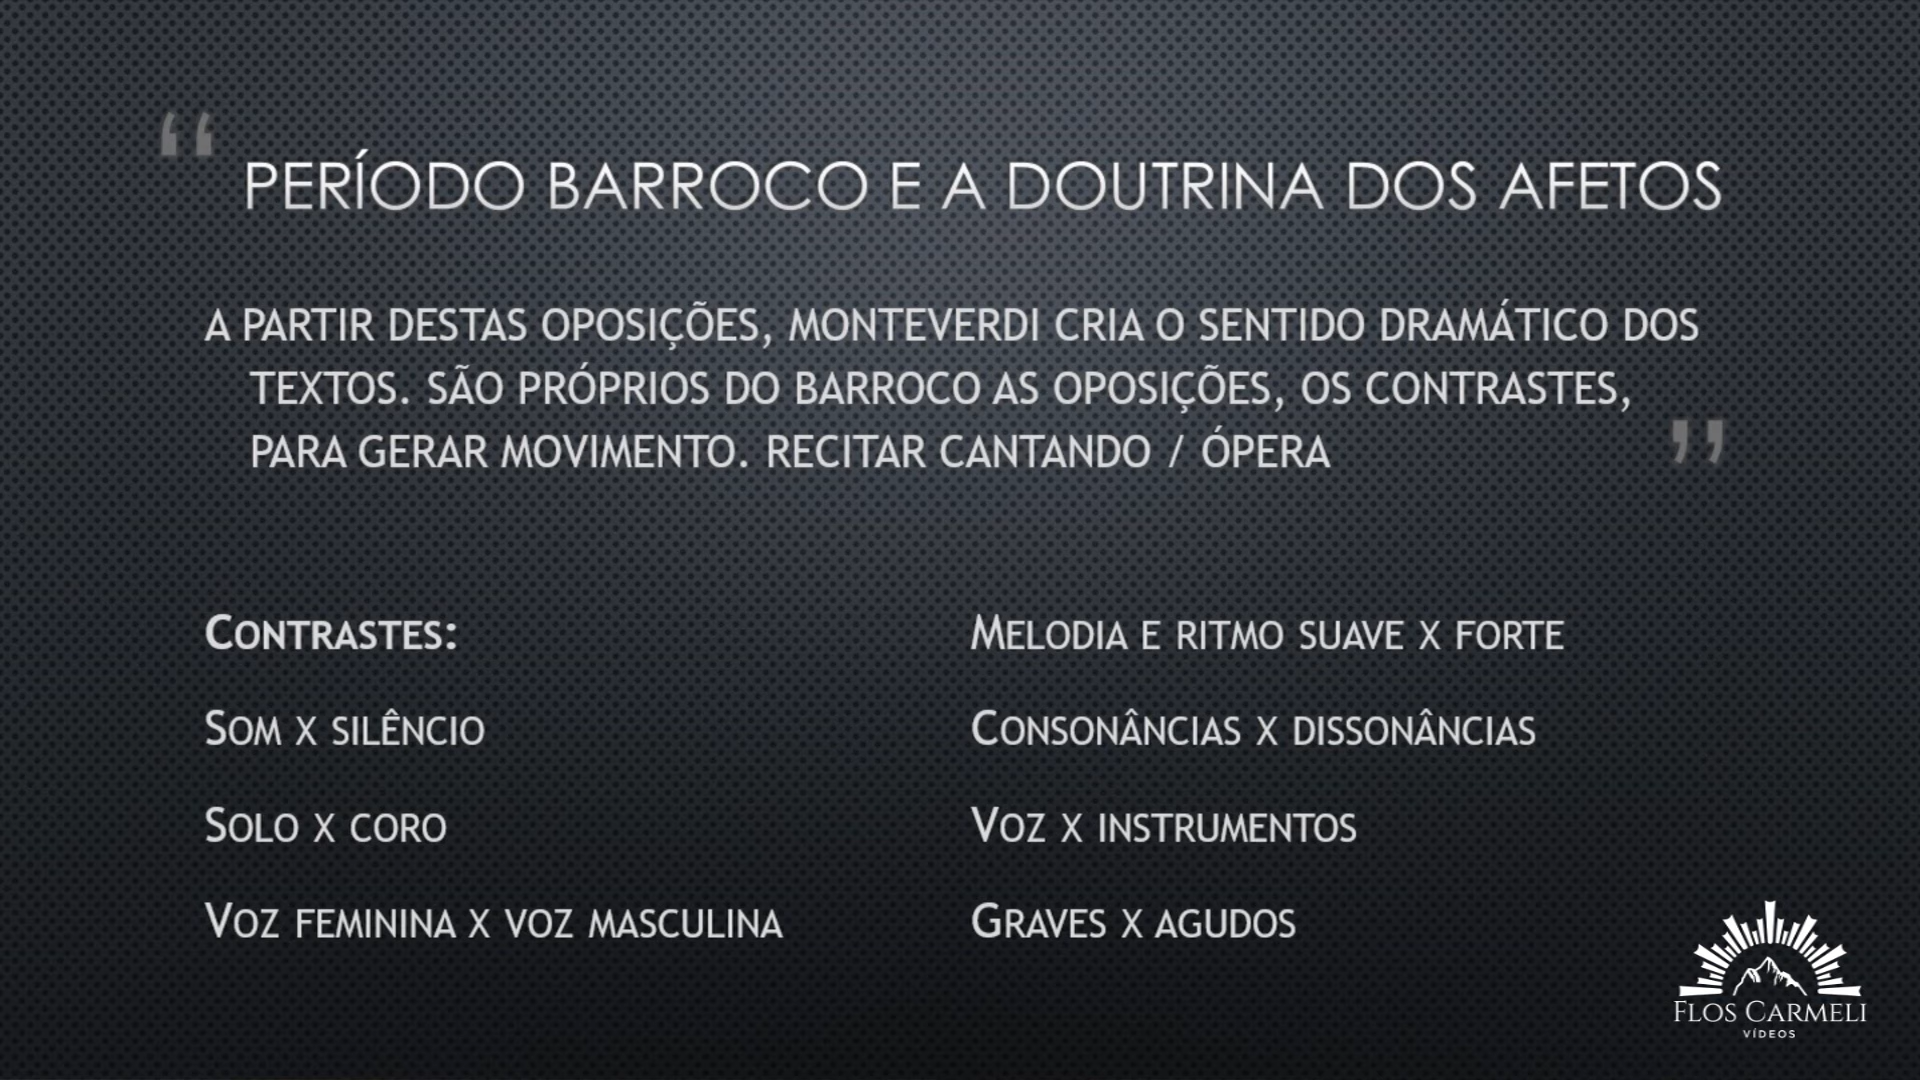 “ PERÍODO BARROCO E A DOUTRINA DOS AFETOS
A PARTIR DESTAS OPOSIÇÕES, MONTEVERDI CRIA O SENTIDO DRAMÁTICO DOS
TEXTOS. SÃO PRÓPRIOS DO BARROCO AS OPOSIÇÕES, OS CONTRASTES,
PARA GERAR MOVIMENTO. RECITAR CANTANDO / ÓPERA ”
CONTRASTES:
SOM X SILÊNCIO
SOLO X CORO
VOZ FEMININA X VOZ MASCULINA
MELODIA E RITMO SUAVE X FORTE
CONSONÂNCIAS X DISSONÂNCIAS
VOZ X INSTRUMENTOS
GRAVES X AGUDOS
FLOS CARMELI
VÍDEOS